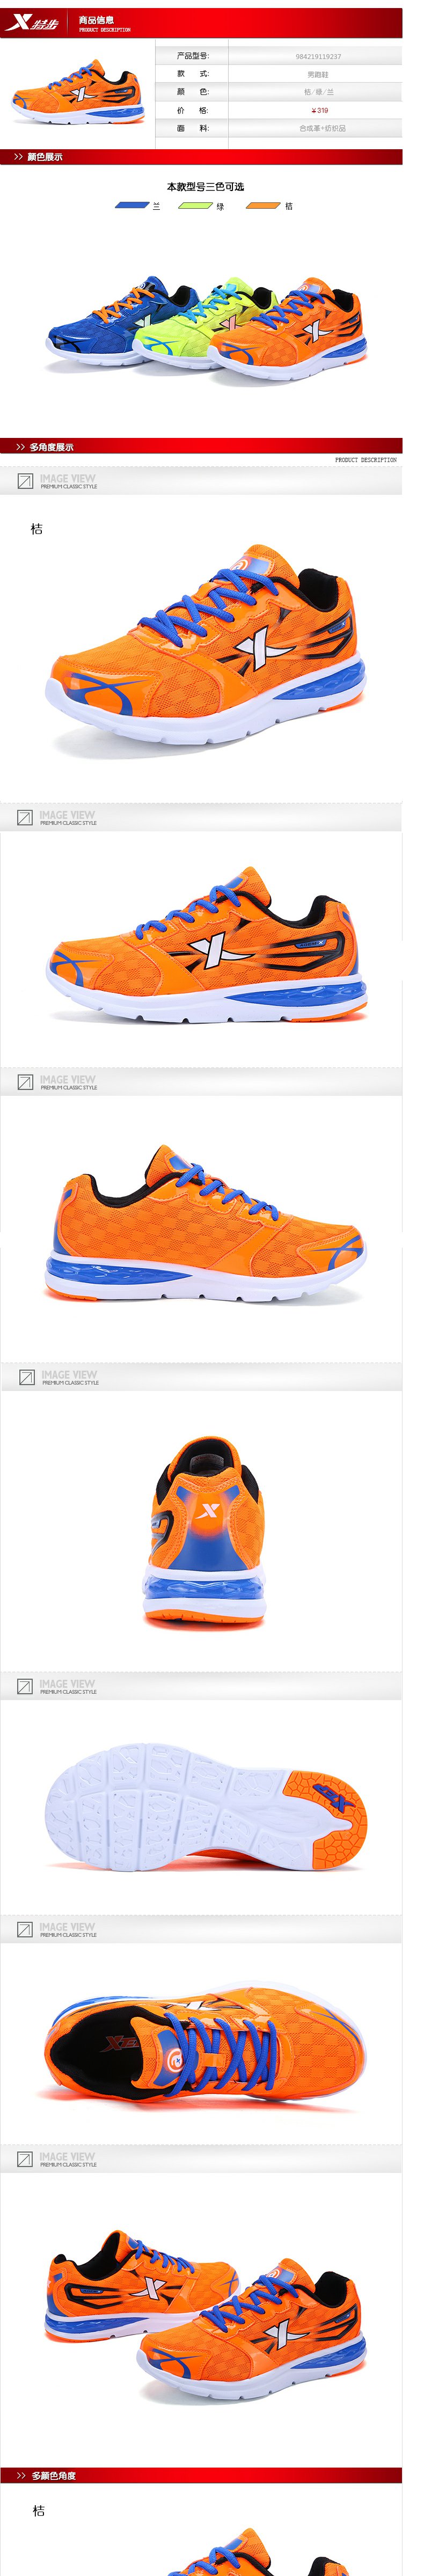 X 特步
商品信息
PRODUCT DESCRIPTION
产品型号: 984219119237
款 式: 男跑鞋
颜 色: 桔/绿/兰
价 格: ¥319
面 料: 合成革+纺织品
>> 颜色展示
本款型号三色可选
兰 绿 桔
>> 多角度展示
PRODUCT DESCRIPTION
IMAGE VIEW
PREMIUM CLASSIC STYLE
桔
IMAGE VIEW
PREMIUM CLASSIC STYLE
IMAGE VIEW
PREMIUM CLASSIC STYLE
IMAGE VIEW
PREMIUM CLASSIC STYLE
IMAGE VIEW
PREMIUM CLASSIC STYLE
IMAGE VIEW
PREMIUM CLASSIC STYLE
IMAGE VIEW
PREMIUM CLASSIC STYLE
>> 多颜色角度
桔